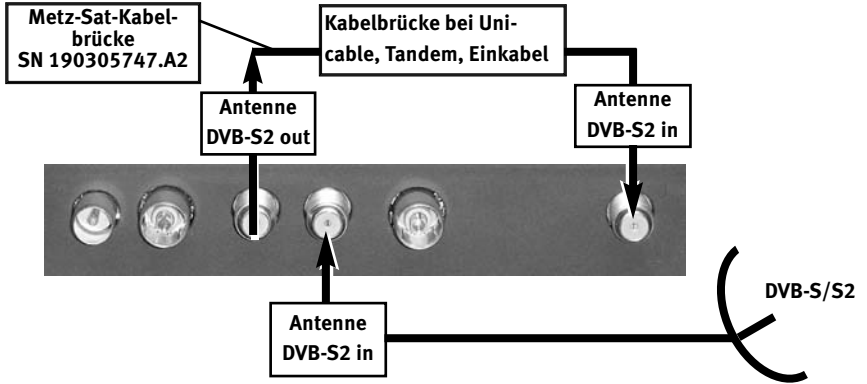 Metz-Sat-Kabel-
brücke
SN 190305747.A2
Kabelbrücke bei Uni-
cable, Tandem, Einkabel
Antenne
DVB-S2 out
Antenne
DVB-S2 in
Antenne
DVB-S2 in
DVB-S/S2